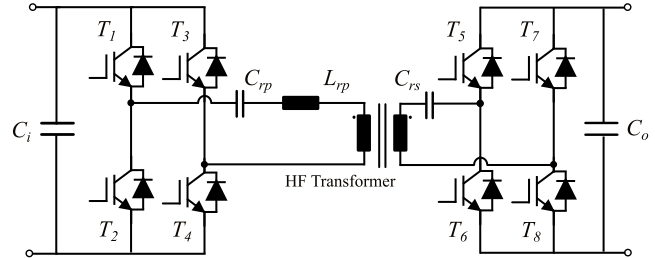 T1 T3
Crp Lrp Crs
T5 T7
Ci
Co
HF Transformer
T2 T4
T6 T8